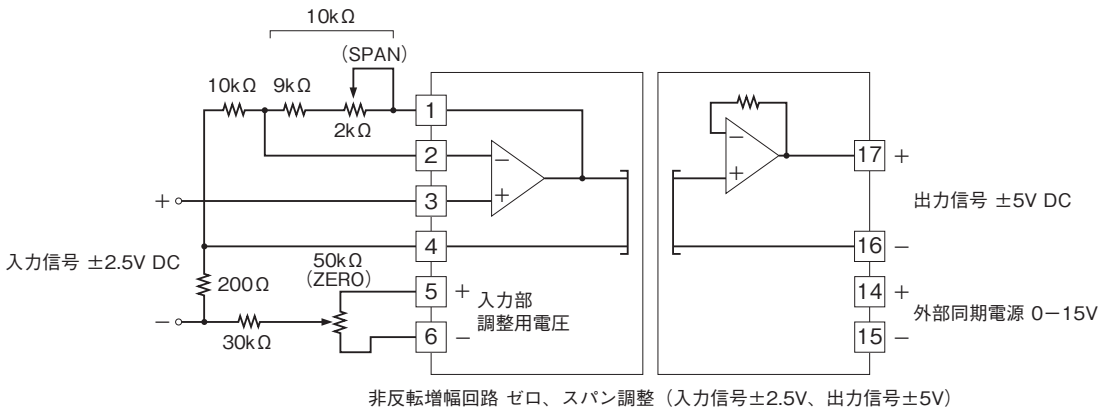 10kΩ
(SPAN)
10kΩ
9kΩ
2kΩ
1
2
−
3
+
+
4
入力信号 ±2.5V DC
200Ω
50kΩ
(ZERO)
5
+
入力部
調整用電圧
−
30kΩ
6
−
−
+
17
+
出力信号 ±5V DC
16
−
14
+
外部同期電源 0−15V
15
−
非反転増幅回路 ゼロ、スパン調整（入力信号±2.5V、出力信号±5V）